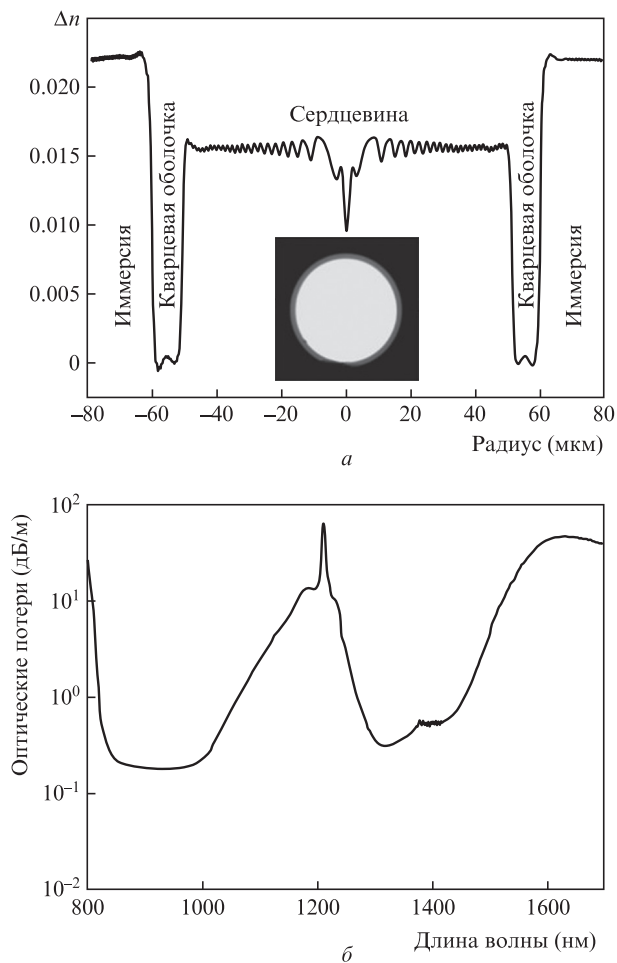 Δn
0.020
0.015
0.010
0.005
0
Сердцевина
Иммерсия
Кварцевая оболочка
Кварцевая оболочка
Иммерсия
–80 –60 –40 –20 0 20 40 60 80
Радиус (мкм)
а
Оптические потери (дБ/м)
10²
10¹
10⁰
10⁻¹
10⁻²
800 1000 1200 1400 1600
Длина волны (нм)
б